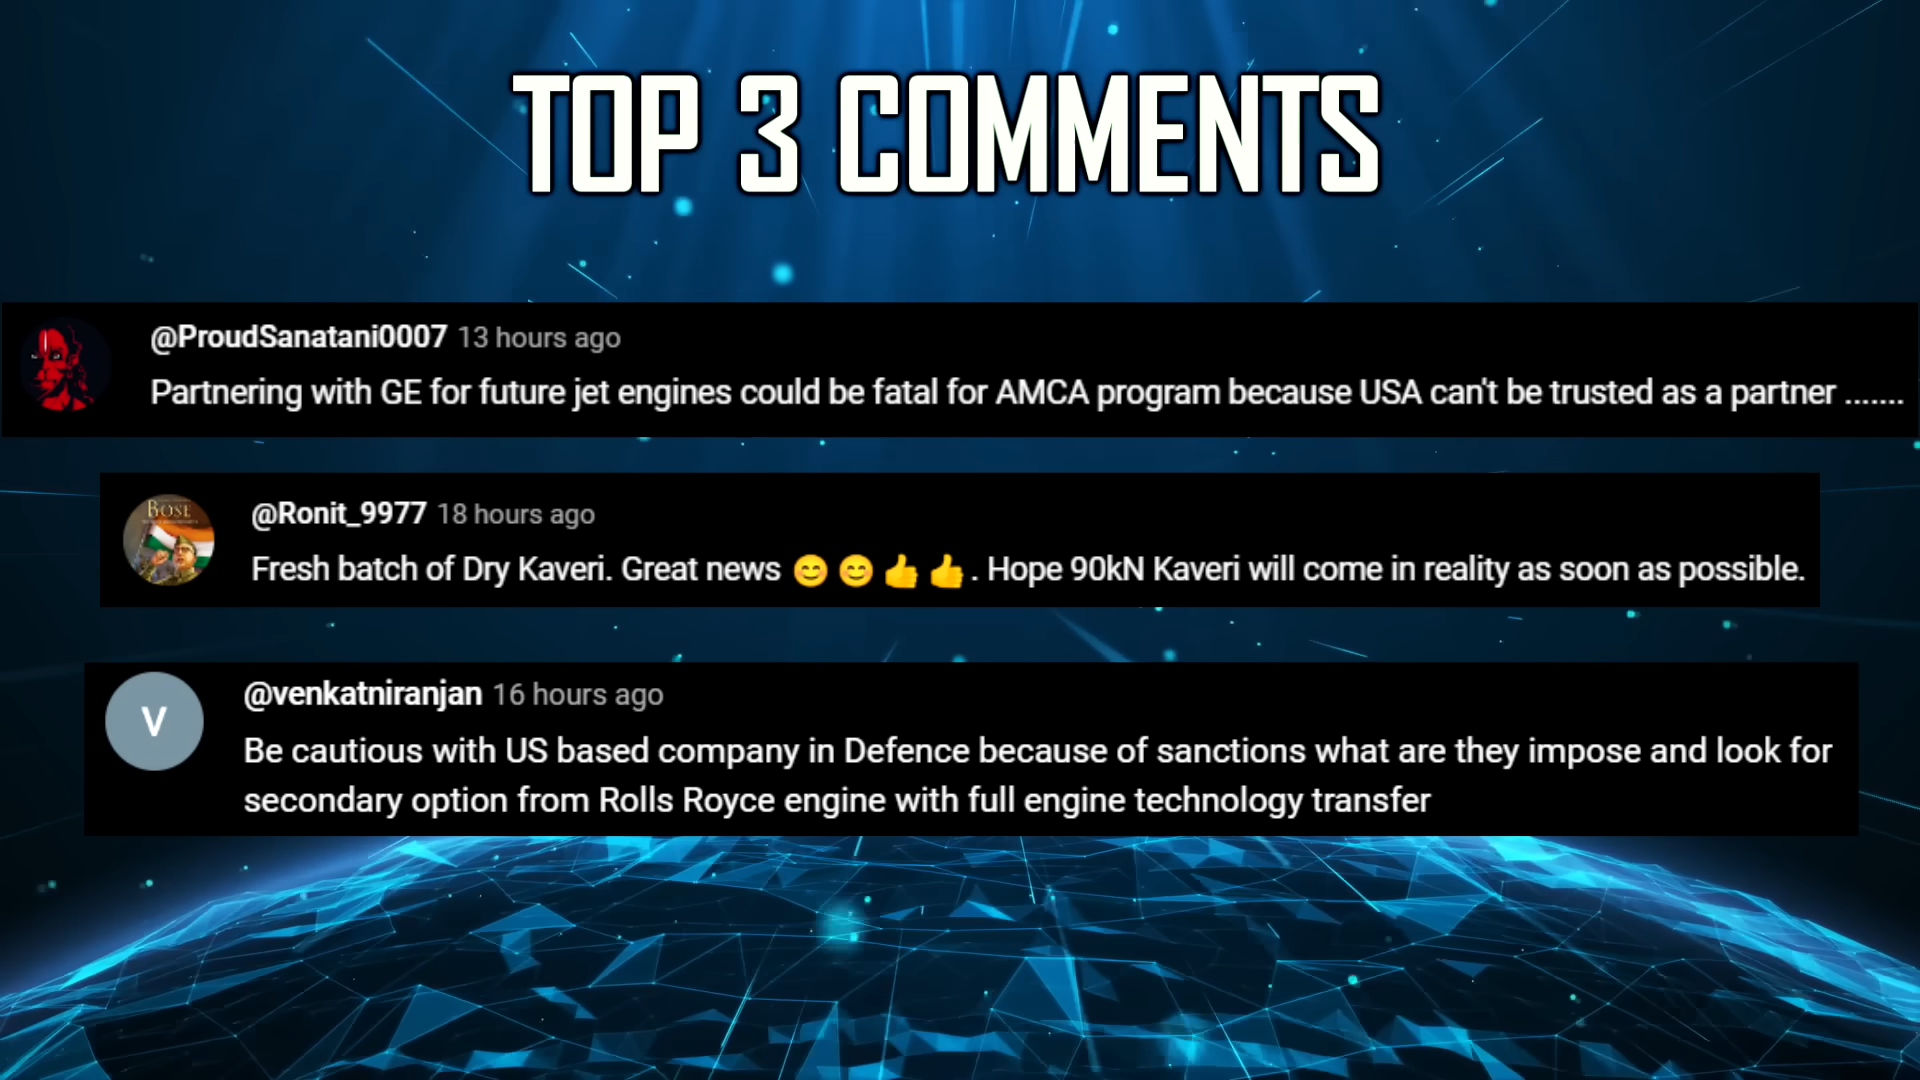 TOP 3 COMMENTS
@ProudSanatani0007 13 hours ago
Partnering with GE for future jet engines could be fatal for AMCA program because USA can't be trusted as a partner .......
BOSE
@Ronit_9977 18 hours ago
Fresh batch of Dry Kaveri. Great news 😊 😊 👍 👍 . Hope 90kN Kaveri will come in reality as soon as possible.
V
@venkatniranjan 16 hours ago
Be cautious with US based company in Defence because of sanctions what are they impose and look for
secondary option from Rolls Royce engine with full engine technology transfer